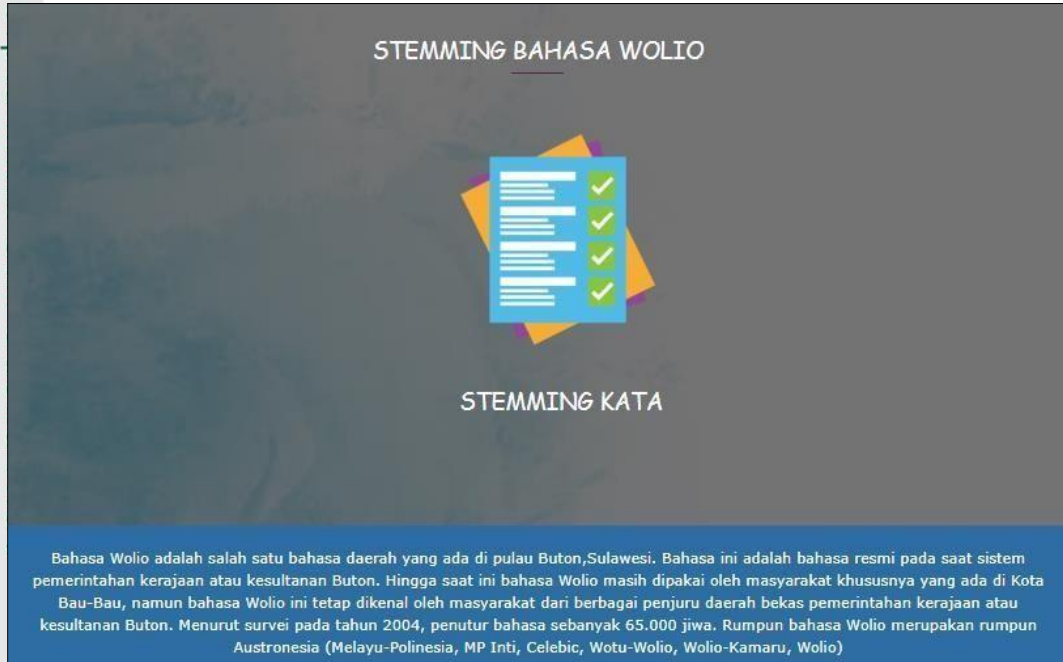 STEMMING BAHASA WOLIO
STEMMING KATA
Bahasa Wolio adalah salah satu bahasa daerah yang ada di pulau Buton,Sulawesi. Bahasa ini adalah bahasa resmi pada saat sistem
pemerintahan kerajaan atau kesultanan Buton. Hingga saat ini bahasa Wolio masih dipakai oleh masyarakat khususnya yang ada di Kota
Bau-Bau, namun bahasa Wolio ini tetap dikenal oleh masyarakat dari berbagai penjuru daerah bekas pemerintahan kerajaan atau
kesultanan Buton. Menurut survei pada tahun 2004, penutur bahasa sebanyak 65.000 jiwa. Rumpun bahasa Wolio merupakan rumpun
Austronesia (Melayu-Polinesia, MP Inti, Celebic, Wotu-Wolio, Wolio-Kamaru, Wolio)